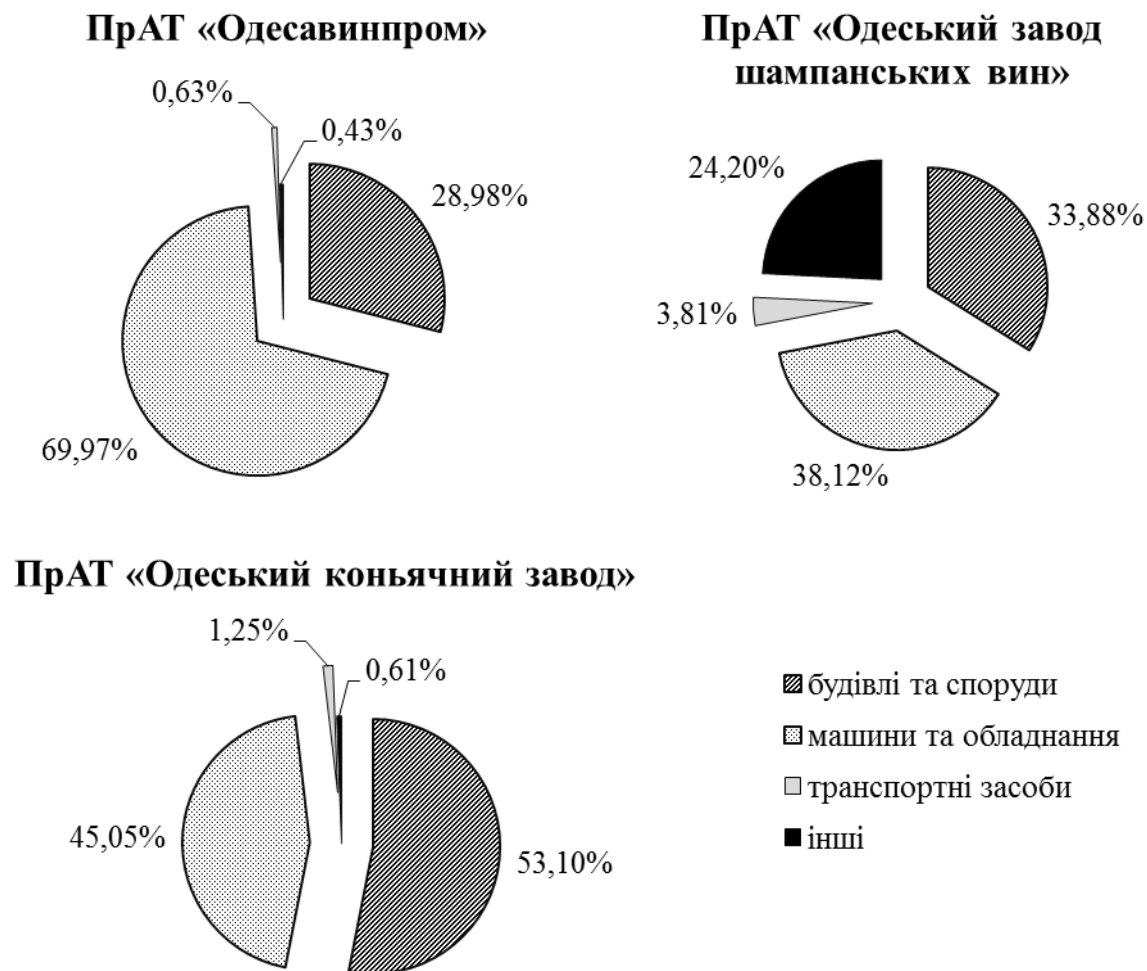 ПрАТ «Одесавинпром»
0,63%
0,43%
28,98%
69,97%
ПрАТ «Одеський завод
шампанських вин»
24,20%
33,88%
3,81%
38,12%
ПрАТ «Одеський коньячний завод»
1,25%
0,61%
45,05%
53,10%
будівлі та споруди
машини та обладнання
транспортні засоби
інші